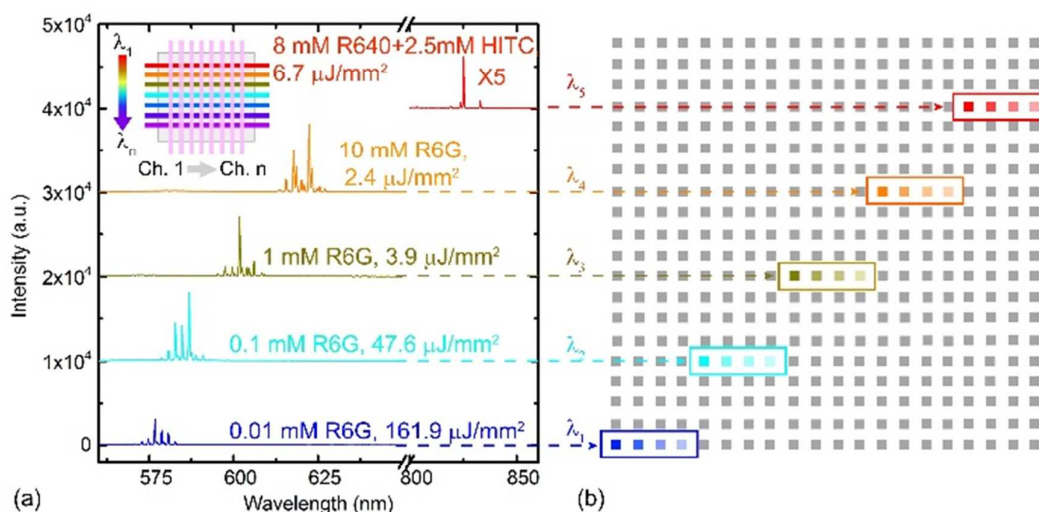 5x10⁴
4x10⁴
3x10⁴
2x10⁴
1x10⁴
0
Intensity (a.u.)
λ₁
λₙ
Ch. 1
Ch. n
8 mM R640+2.5mM HITC,
6.7 μJ/mm²
X5
10 mM R6G,
2.4 μJ/mm²
1 mM R6G, 3.9 μJ/mm²
0.1 mM R6G, 47.6 μJ/mm²
0.01 mM R6G, 161.9 μJ/mm²
575
600
625
800
850
Wavelength (nm)
(a)
λ₅
λ₄
λ₃
λ₂
λ₁
(b)